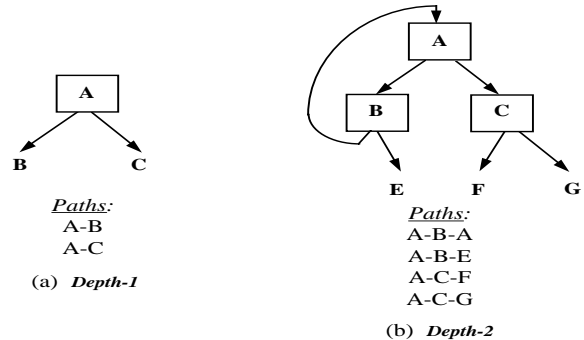 A
B C
Paths:
A-B
A-C
(a) Depth-1
A
B C
E F G
Paths:
A-B-A
A-B-E
A-C-F
A-C-G
(b) Depth-2